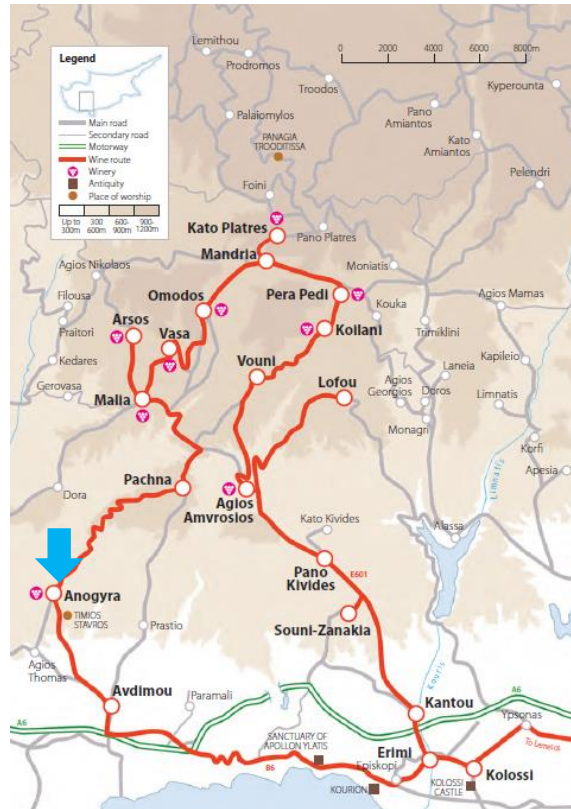 Legend
Main road
Secondary road
Motorway
Wine route
Winery
Antiquity
Place of worship
Up to
300m
300
600m
600-
900m
900-
1200m
0 2000 4000 6000 8000m
Lemithou
Prodromos
Troodos
Kyperounta
Palaiomylos
Pano
Amiantos
PANAGIA
TROODITISSA
Kato
Amiantos
Pelendri
Foini
Kato Platres
Pano Platres
Mandria
Moniatis
Agios Nikolaos
Omodos
Pera Pedi
Filousa
Arsos
Kouka
Agios Mamas
Praitori
Vasa
Koilani
Trimiklini
Kedares
Vouni
Laneia
Kapileio
Gerovasa
Malia
Lofou
Agios
Georgios
Doros
Limnatis
Monagri
Korfi
Apesia
Limnatis
Pachna
Dora
Agios
Amvrosios
Kato Kivides
Alassa
Pano
Kivides
E601
Anogyra
TIMIOS
STAVROS
Souni-Zanakia
Prastio
Agios
Thomas
Kouris
Avdimou
Paramali
Kantou
A6
A6
Ypsonas
SANCTUARY OF
APOLLON YLATIS
Erimi
To Lemesos
Episkopi
B6
KOLOSSI
CASTLE
Kolossi
KOURION